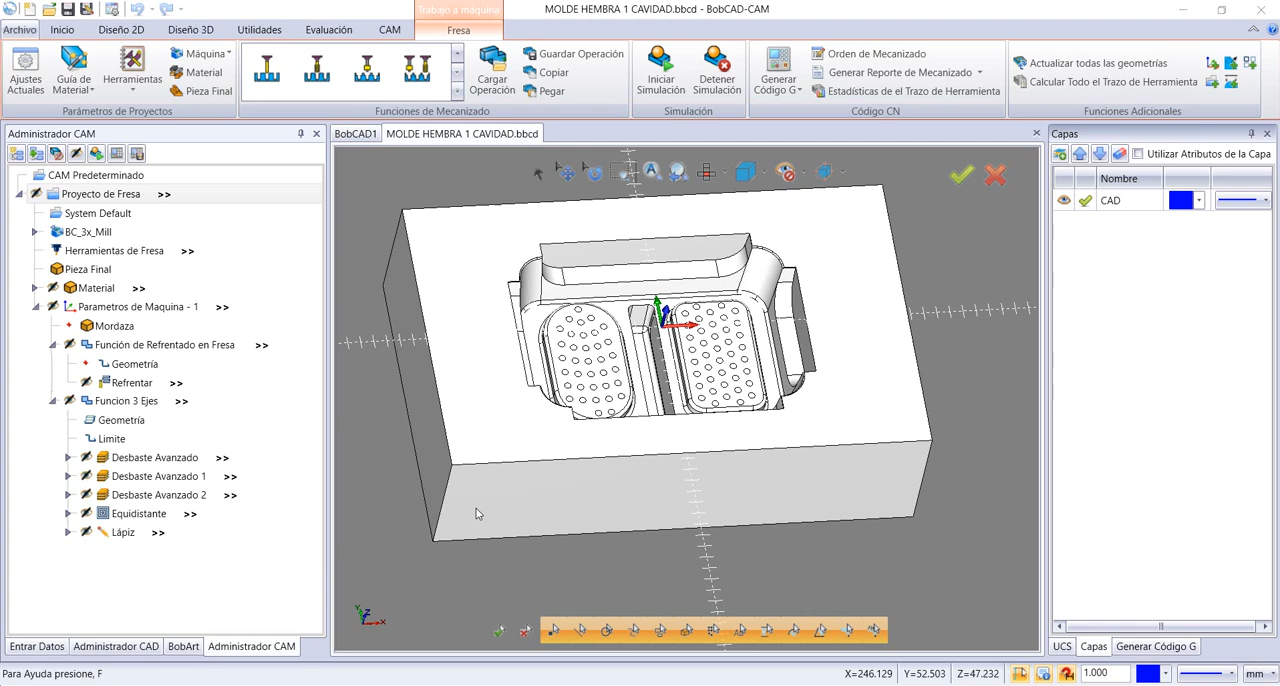 Trabajo a máquina
MOLDE HEMBRA 1 CAVIDAD.bbcd - BobCAD-CAM
Archivo Inicio Diseño 2D Diseño 3D Utilidades Evaluación CAM Fresa
Ajustes Actuales
Guía de Material
Herramientas
Máquina
Material
Pieza Final
Parámetros de Proyectos
Cargar Operación
Guardar Operación
Copiar
Pegar
Funciones de Mecanizado
Iniciar Simulación
Detener Simulación
Simulación
Generar Código G
Orden de Mecanizado
Generar Reporte de Mecanizado
Estadísticas de el Trazo de Herramienta
Código CN
Actualizar todas las geometrías
Calcular Todo el Trazo de Herramienta
Funciones Adicionales
Administrador CAM
CAM Predeterminado
Proyecto de Fresa >>
System Default
BC_3x_Mill
Herramientas de Fresa >>
Pieza Final
Material >>
Parametros de Maquina - 1 >>
Mordaza
Función de Refrentado en Fresa >>
Geometría
Refrentar >>
Funcion 3 Ejes >>
Geometría
Limite
Desbaste Avanzado >>
Desbaste Avanzado 1 >>
Desbaste Avanzado 2 >>
Equidistante >>
Lápiz >>
Entrar Datos Administrador CAD BobArt Administrador CAM
BobCAD1 MOLDE HEMBRA 1 CAVIDAD.bbcd
Y Z X
Capas
Utilizar Atributos de la Capa
Nombre
CAD
UCS Capas Generar Código G
Para Ayuda presione, F
X=246.129 Y=52.503 Z=47.232 1.000 mm